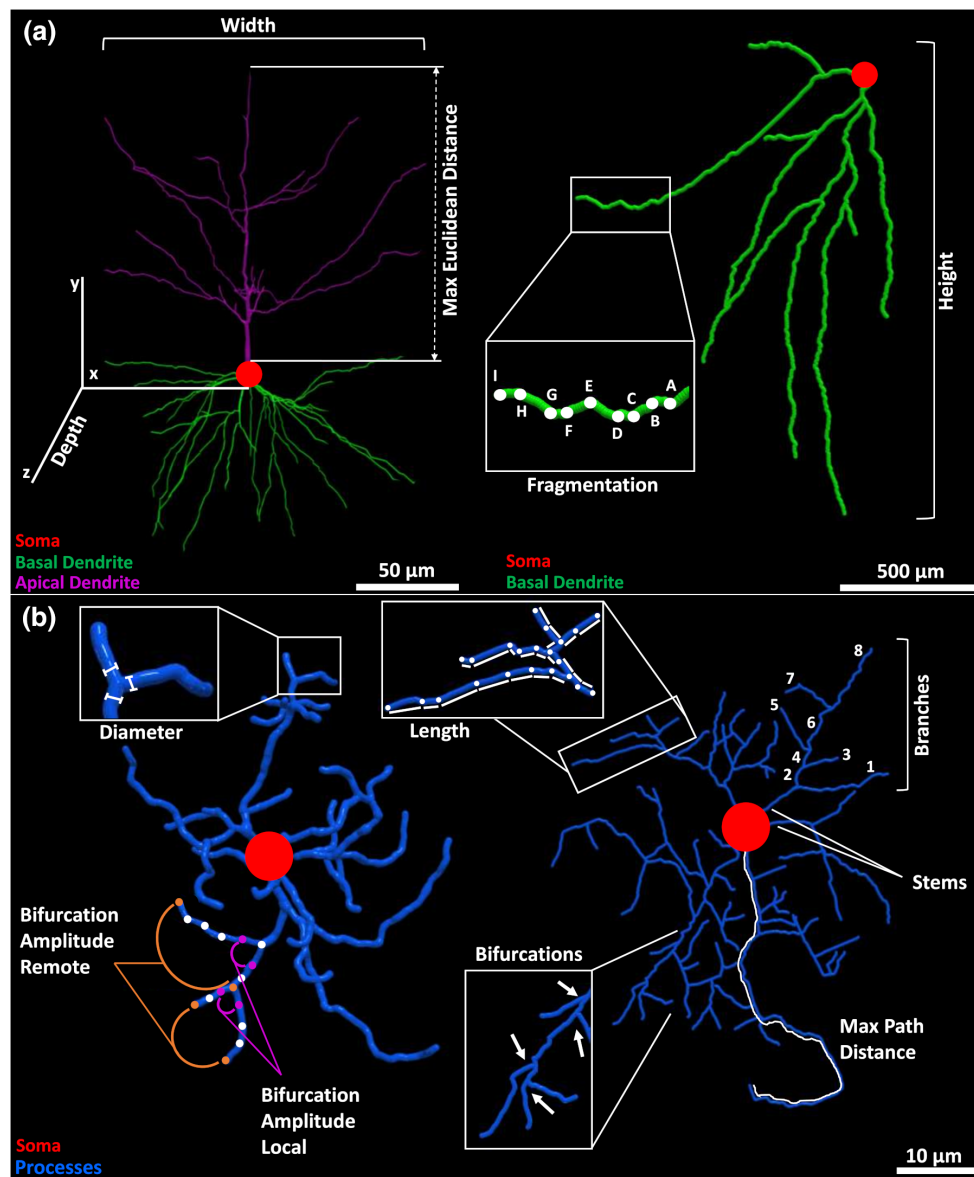 (a)
Width
Max Euclidean Distance
y
x
z
Depth
Height
I
H
G
F
E
D
C
B
A
Fragmentation
Soma
Basal Dendrite
Apical Dendrite
50 μm
Soma
Basal Dendrite
500 μm
(b)
Diameter
Length
8
7
5
6
4
3
2
1
Branches
Stems
Bifurcation
Amplitude
Remote
Bifurcations
Max Path
Distance
Bifurcation
Amplitude
Local
Soma
Processes
10 μm